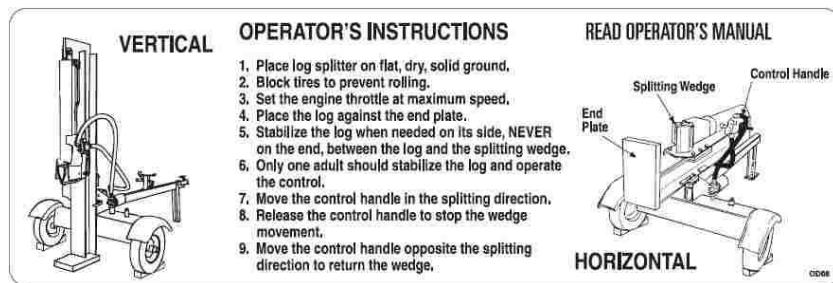 VERTICAL
OPERATOR'S INSTRUCTIONS
1. Place log splitter on flat, dry, solid ground.
2. Block tires to prevent rolling.
3. Set the engine throttle at maximum speed.
4. Place the log against the end plate.
5. Stabilize the log when needed on its side, NEVER
on the end, between the log and the splitting wedge.
6. Only one adult should stabilize the log and operate
the control.
7. Move the control handle in the splitting direction.
8. Release the control handle to stop the wedge
movement.
9. Move the control handle opposite the splitting
direction to return the wedge.
READ OPERATOR'S MANUAL
Control Handle
Splitting Wedge
End
Plate
HORIZONTAL